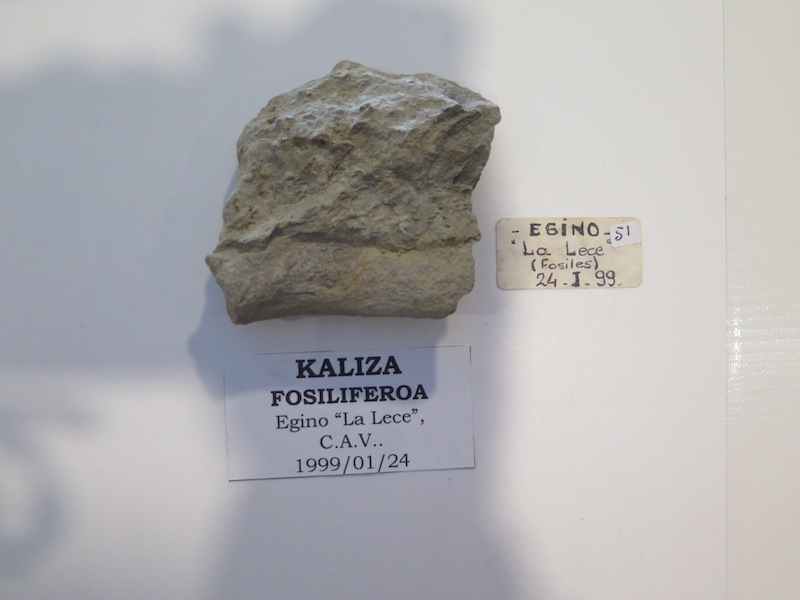 - EGINO -
"La Lece"
(Fosiles)
24 - I - 99.
51
KALIZA
FOSILIFEROA
Egino “La Lece”,
C.A.V..
1999/01/24